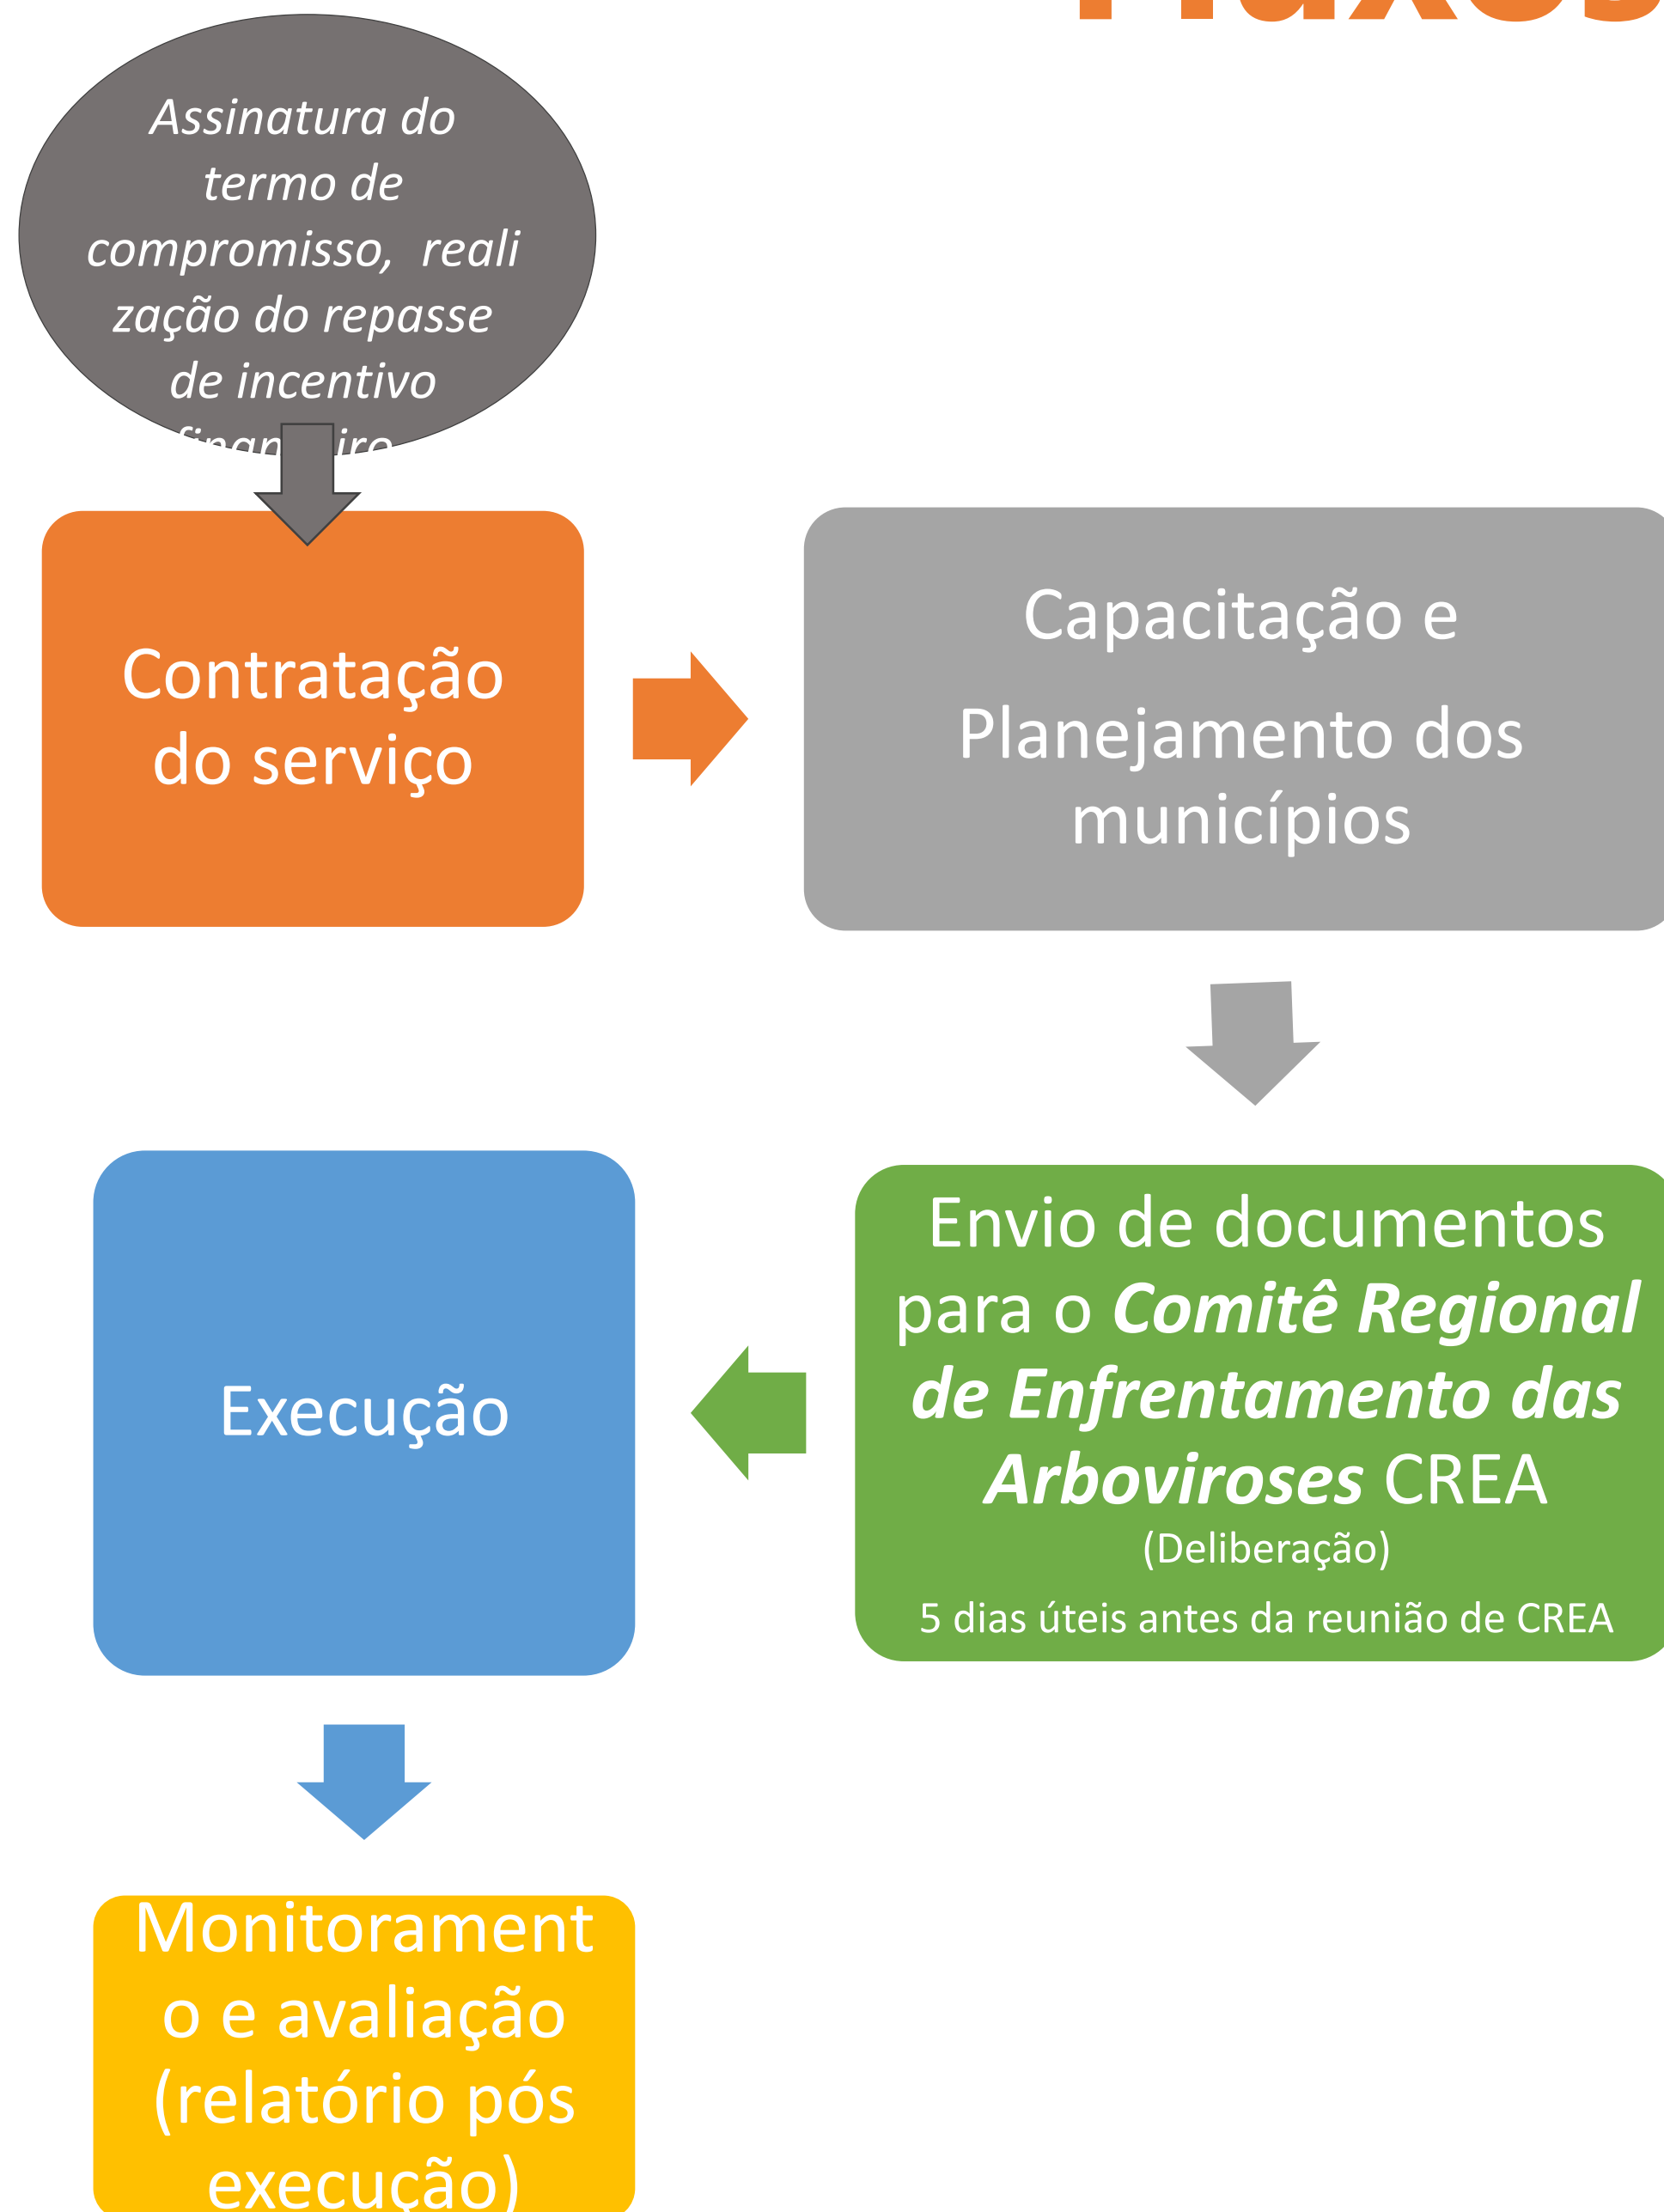 Fluxos
Assinatura do
termo de
compromisso, reali
zação do repasse
de incentivo
financeiro
Contratação
do serviço
Capacitação e
Planejamento dos
municípios
Envio de documentos
para o Comitê Regional
de Enfrentamento das
Arboviroses CREA
(Deliberação)
5 dias úteis antes da reunião de CREA
Execução
Monitorament
o e avaliação
(relatório pós
execução)